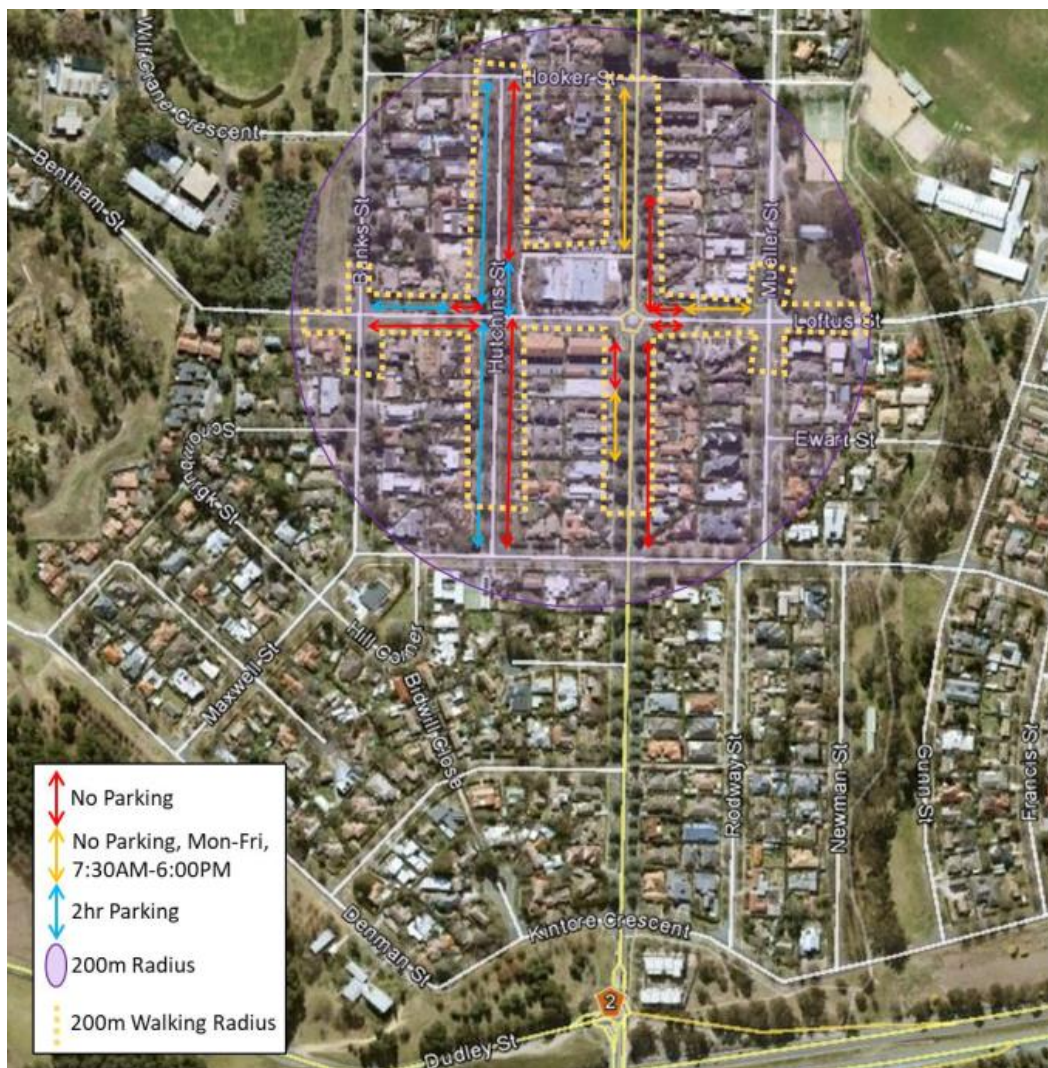 Hooker St
Wil Crane Crescent
Bentham St
Banks St
Hutchins St
Mueller St
Loftus St
Ewart St
Schomburgk St
Hill Corner
Maxwell St
Bidwill Close
Rodway St
Newman St
Gunn St
Francis St
Denman St
Kintore Crescent
2
Dudley St
No Parking
No Parking, Mon-Fri,
7:30AM-6:00PM
2hr Parking
200m Radius
200m Walking Radius